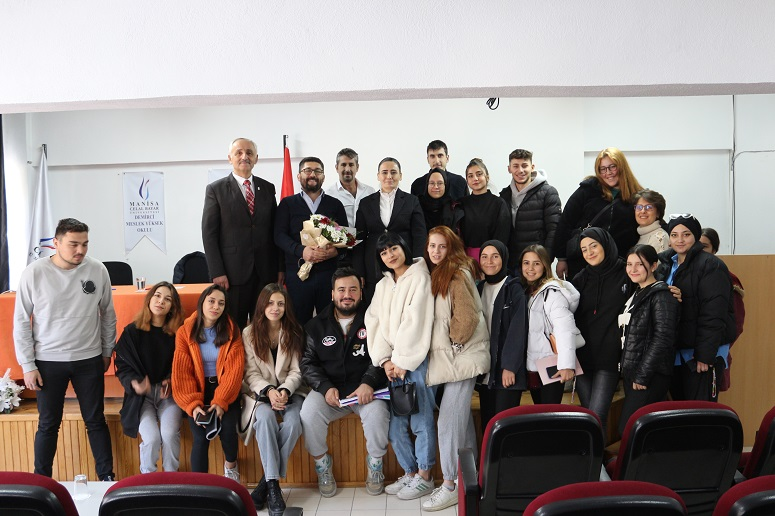 MANİSA
CELAL BAYAR
ÜNİVERSİTESİ
DEMİRCİ
MESLEK YÜKSEK
OKULU